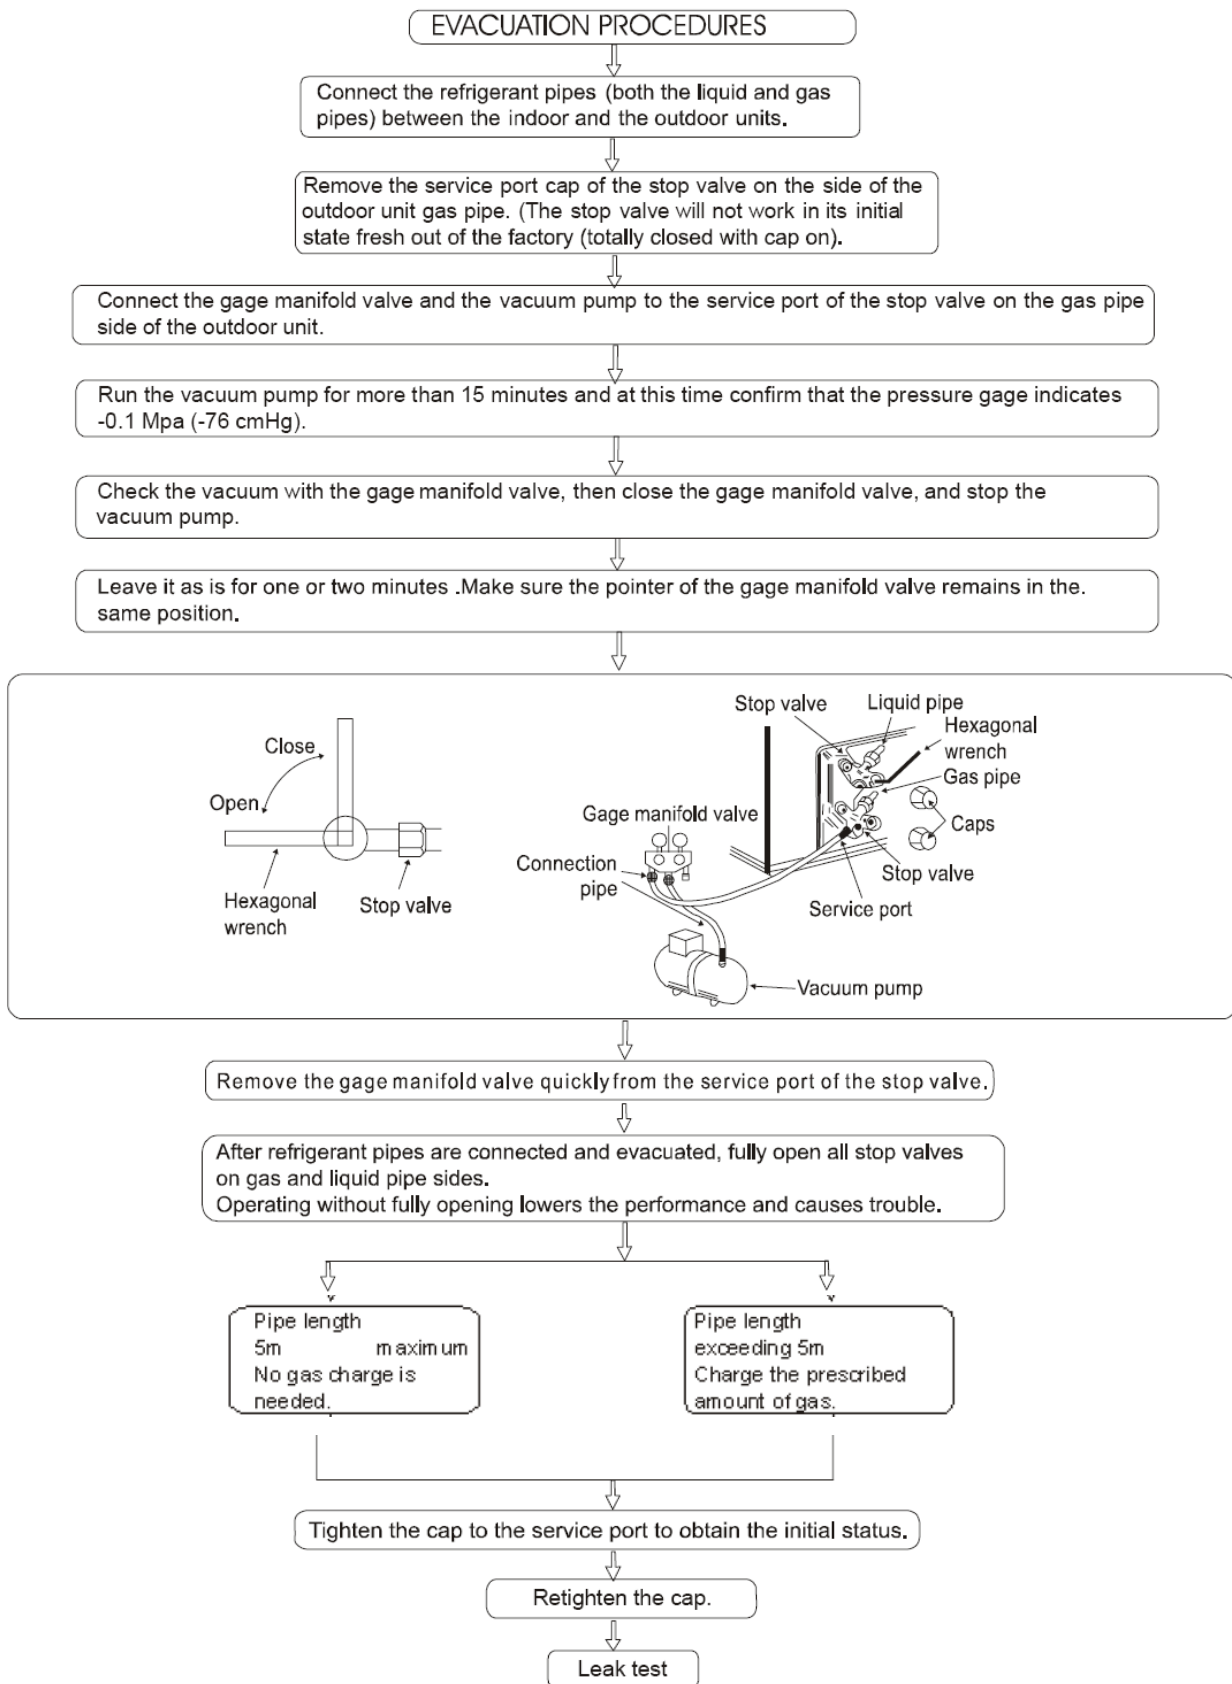 EVACUATION PROCEDURES
Connect the refrigerant pipes (both the liquid and gas
pipes) between the indoor and the outdoor units.
Remove the service port cap of the stop valve on the side of the
outdoor unit gas pipe. (The stop valve will not work in its initial
state fresh out of the factory (totally closed with cap on).
Connect the gage manifold valve and the vacuum pump to the service port of the stop valve on the gas pipe
side of the outdoor unit.
Run the vacuum pump for more than 15 minutes and at this time confirm that the pressure gage indicates
-0.1 Mpa (-76 cmHg).
Check the vacuum with the gage manifold valve, then close the gage manifold valve, and stop the
vacuum pump.
Leave it as is for one or two minutes .Make sure the pointer of the gage manifold valve remains in the.
same position.
Close
Open
Hexagonal
wrench
Stop valve
Stop valve
Liquid pipe
Hexagonal
wrench
Gas pipe
Gage manifold valve
Caps
Connection
pipe
Stop valve
Service port
Vacuum pump
Remove the gage manifold valve quickly from the service port of the stop valve.
After refrigerant pipes are connected and evacuated, fully open all stop valves
on gas and liquid pipe sides.
Operating without fully opening lowers the performance and causes trouble.
Pipe length
5m maximum
No gas charge is
needed.
Pipe length
exceeding 5m
Charge the prescribed
amount of gas.
Tighten the cap to the service port to obtain the initial status.
Retighten the cap.
Leak test